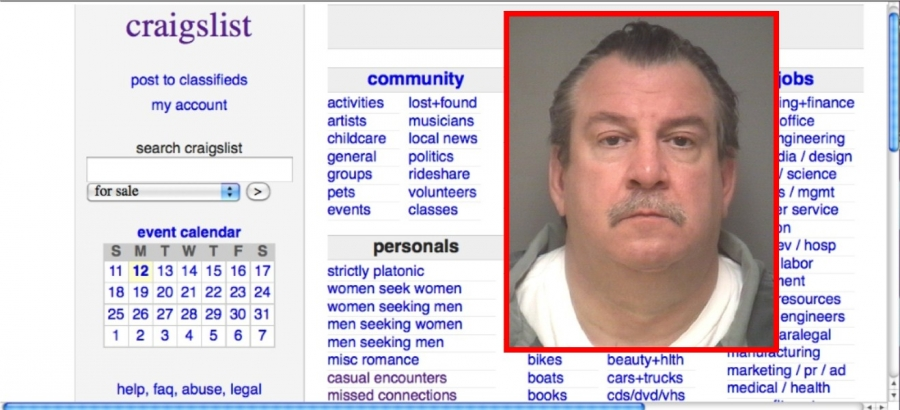 craigslist
post to classifieds
my account
search craigslist
for sale >
event calendar
S M T W T F S
11 12 13 14 15 16 17
18 19 20 21 22 23 24
25 26 27 28 29 30 31
1 2 3 4 5 6 7
help, faq, abuse, legal
community
activities lost+found
artists musicians
childcare local news
general politics
groups rideshare
pets volunteers
events classes
personals
strictly platonic
women seek women
women seeking men
men seeking women
men seeking men
misc romance
casual encounters
missed connections
bikes beauty+hlth
boats cars+trucks
books cds/dvd/vhs
jobs
ing+finance
office
ngineering
dia / design
/ science
s / mgmt
er service
on
ev / hosp
labor
ment
resources
engineers
aralegal
manufacturing
marketing / pr / ad
medical / health